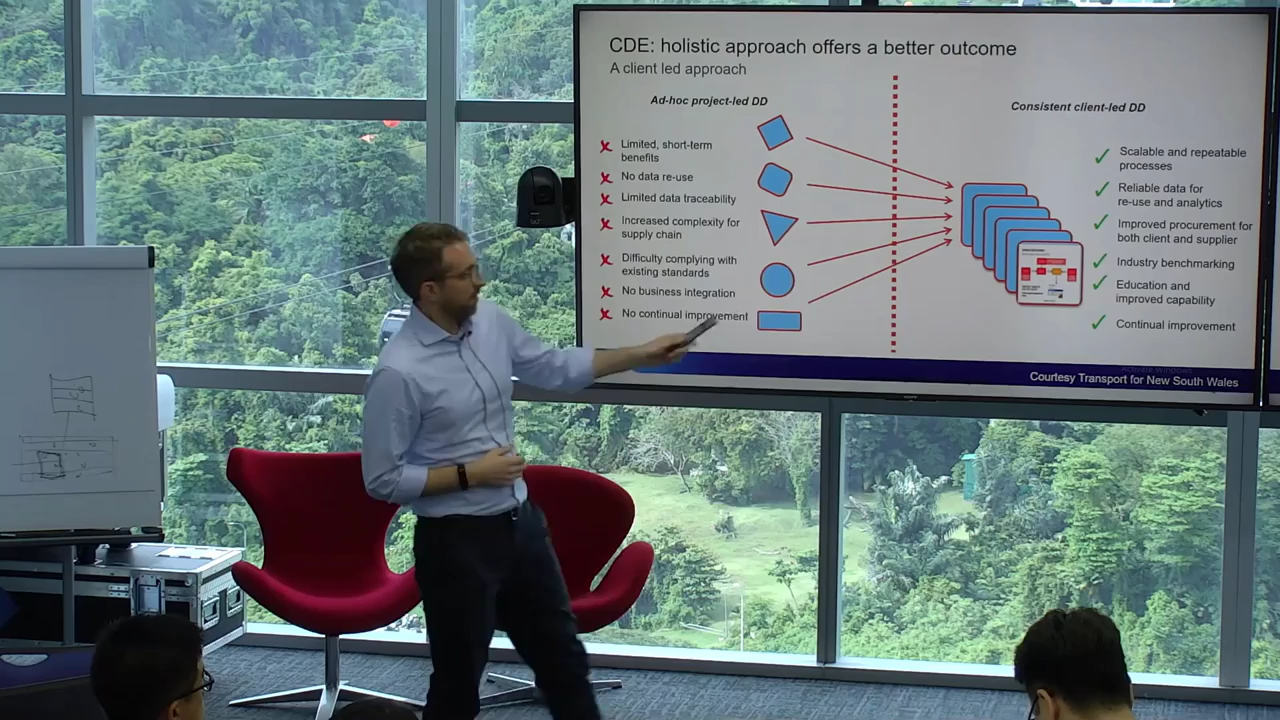 CDE: holistic approach offers a better outcome
A client led approach
Ad-hoc project-led DD
Limited, short-term
benefits
No data re-use
Limited data traceability
Increased complexity for
supply chain
Difficulty complying with
existing standards
No business integration
No continual improvement
Consistent client-led DD
Scalable and repeatable
processes
Reliable data for
re-use and analytics
Improved procurement for
both client and supplier
Industry benchmarking
Education and
improved capability
Continual improvement
Activate Windows
Courtesy Transport for New South Wales